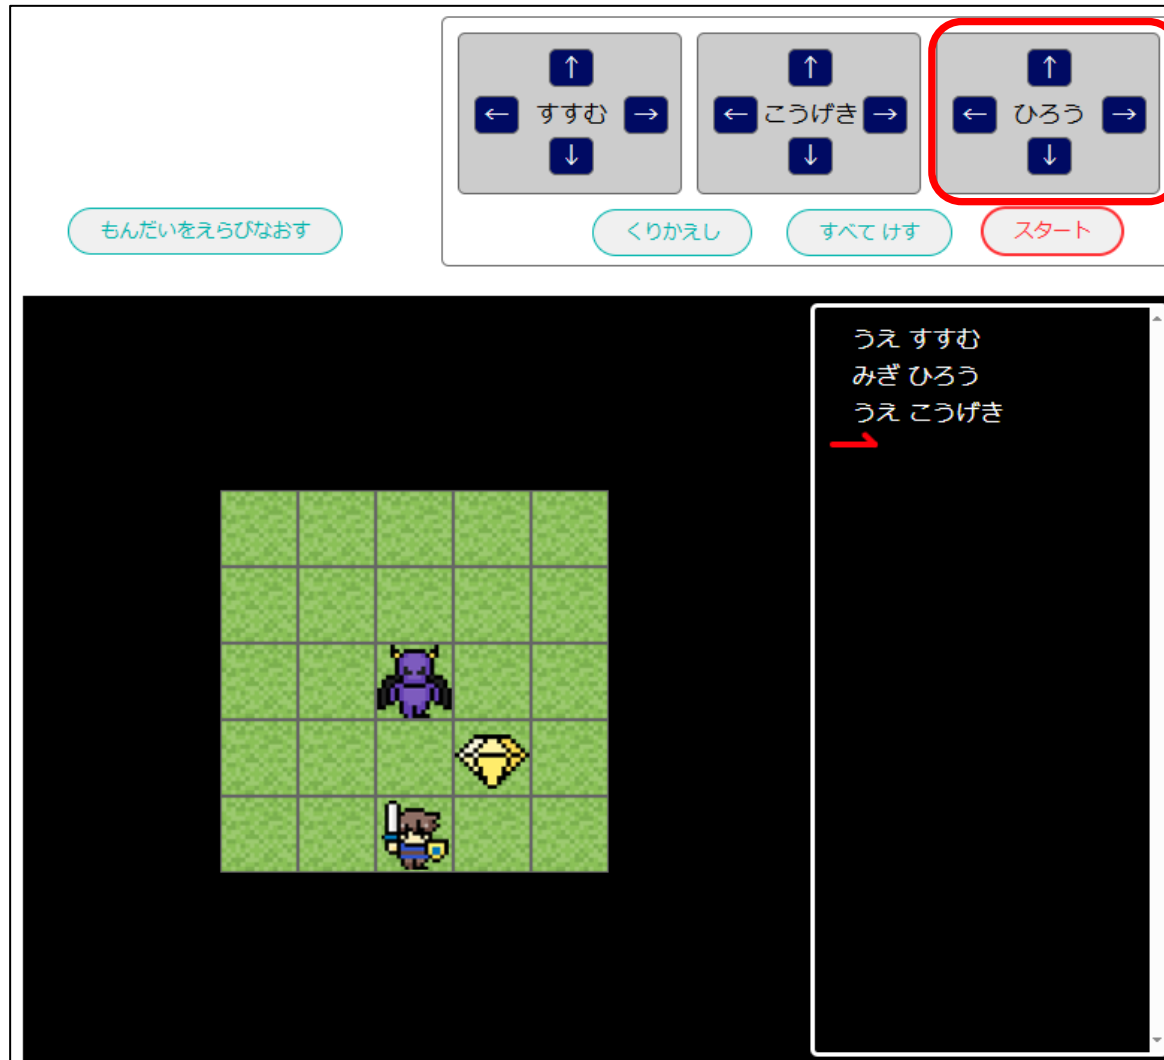 ↑ ↑ ↑
← すすむ → ← こうげき → ← ひろう →
↓ ↓ ↓
もんだいをえらびなおす くりかえし すべて けす スタート
うえ すすむ
みぎ ひろう
うえ こうげき